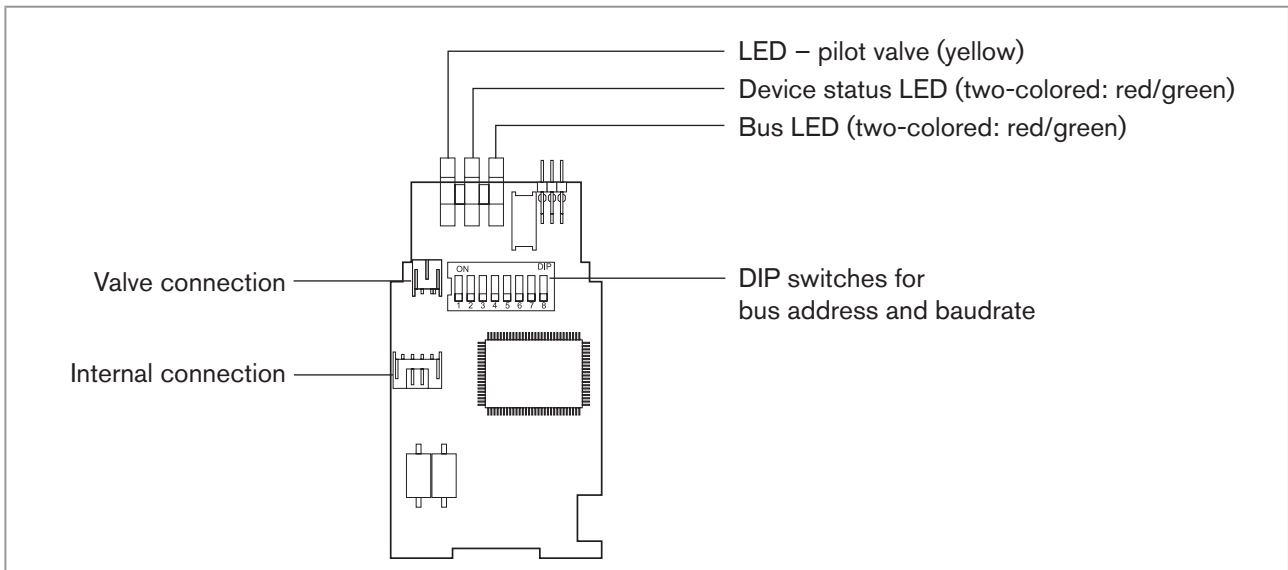 LED – pilot valve (yellow)
Device status LED (two-colored: red/green)
Bus LED (two-colored: red/green)
Valve connection
ON DIP
1 2 3 4 5 6 7 8
DIP switches for
bus address and baudrate
Internal connection